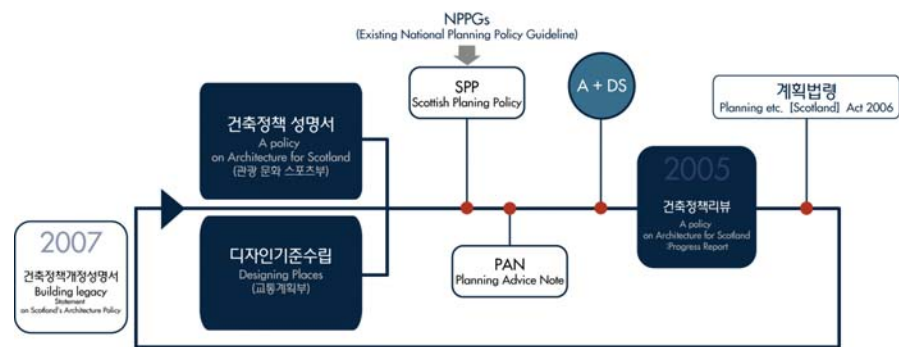 NPPGs
(Existing National Planning Policy Guideline)
SPP
Scottish Planing Policy
A + DS
계획법령
Planning etc. [Scotland] Act 2006
건축정책 성명서
A policy
on Architecture for Scotland
(관광 문화 스포츠부)
2005
건축정책리뷰
A policy
on Architecture for Scotland
:Progress Report
2007
건축정책개정성명서
Building legacy
Statement
on Scotland's Architecture Policy
디자인기준수립
Designing Places
(교통계획부)
PAN
Planning Advice Note